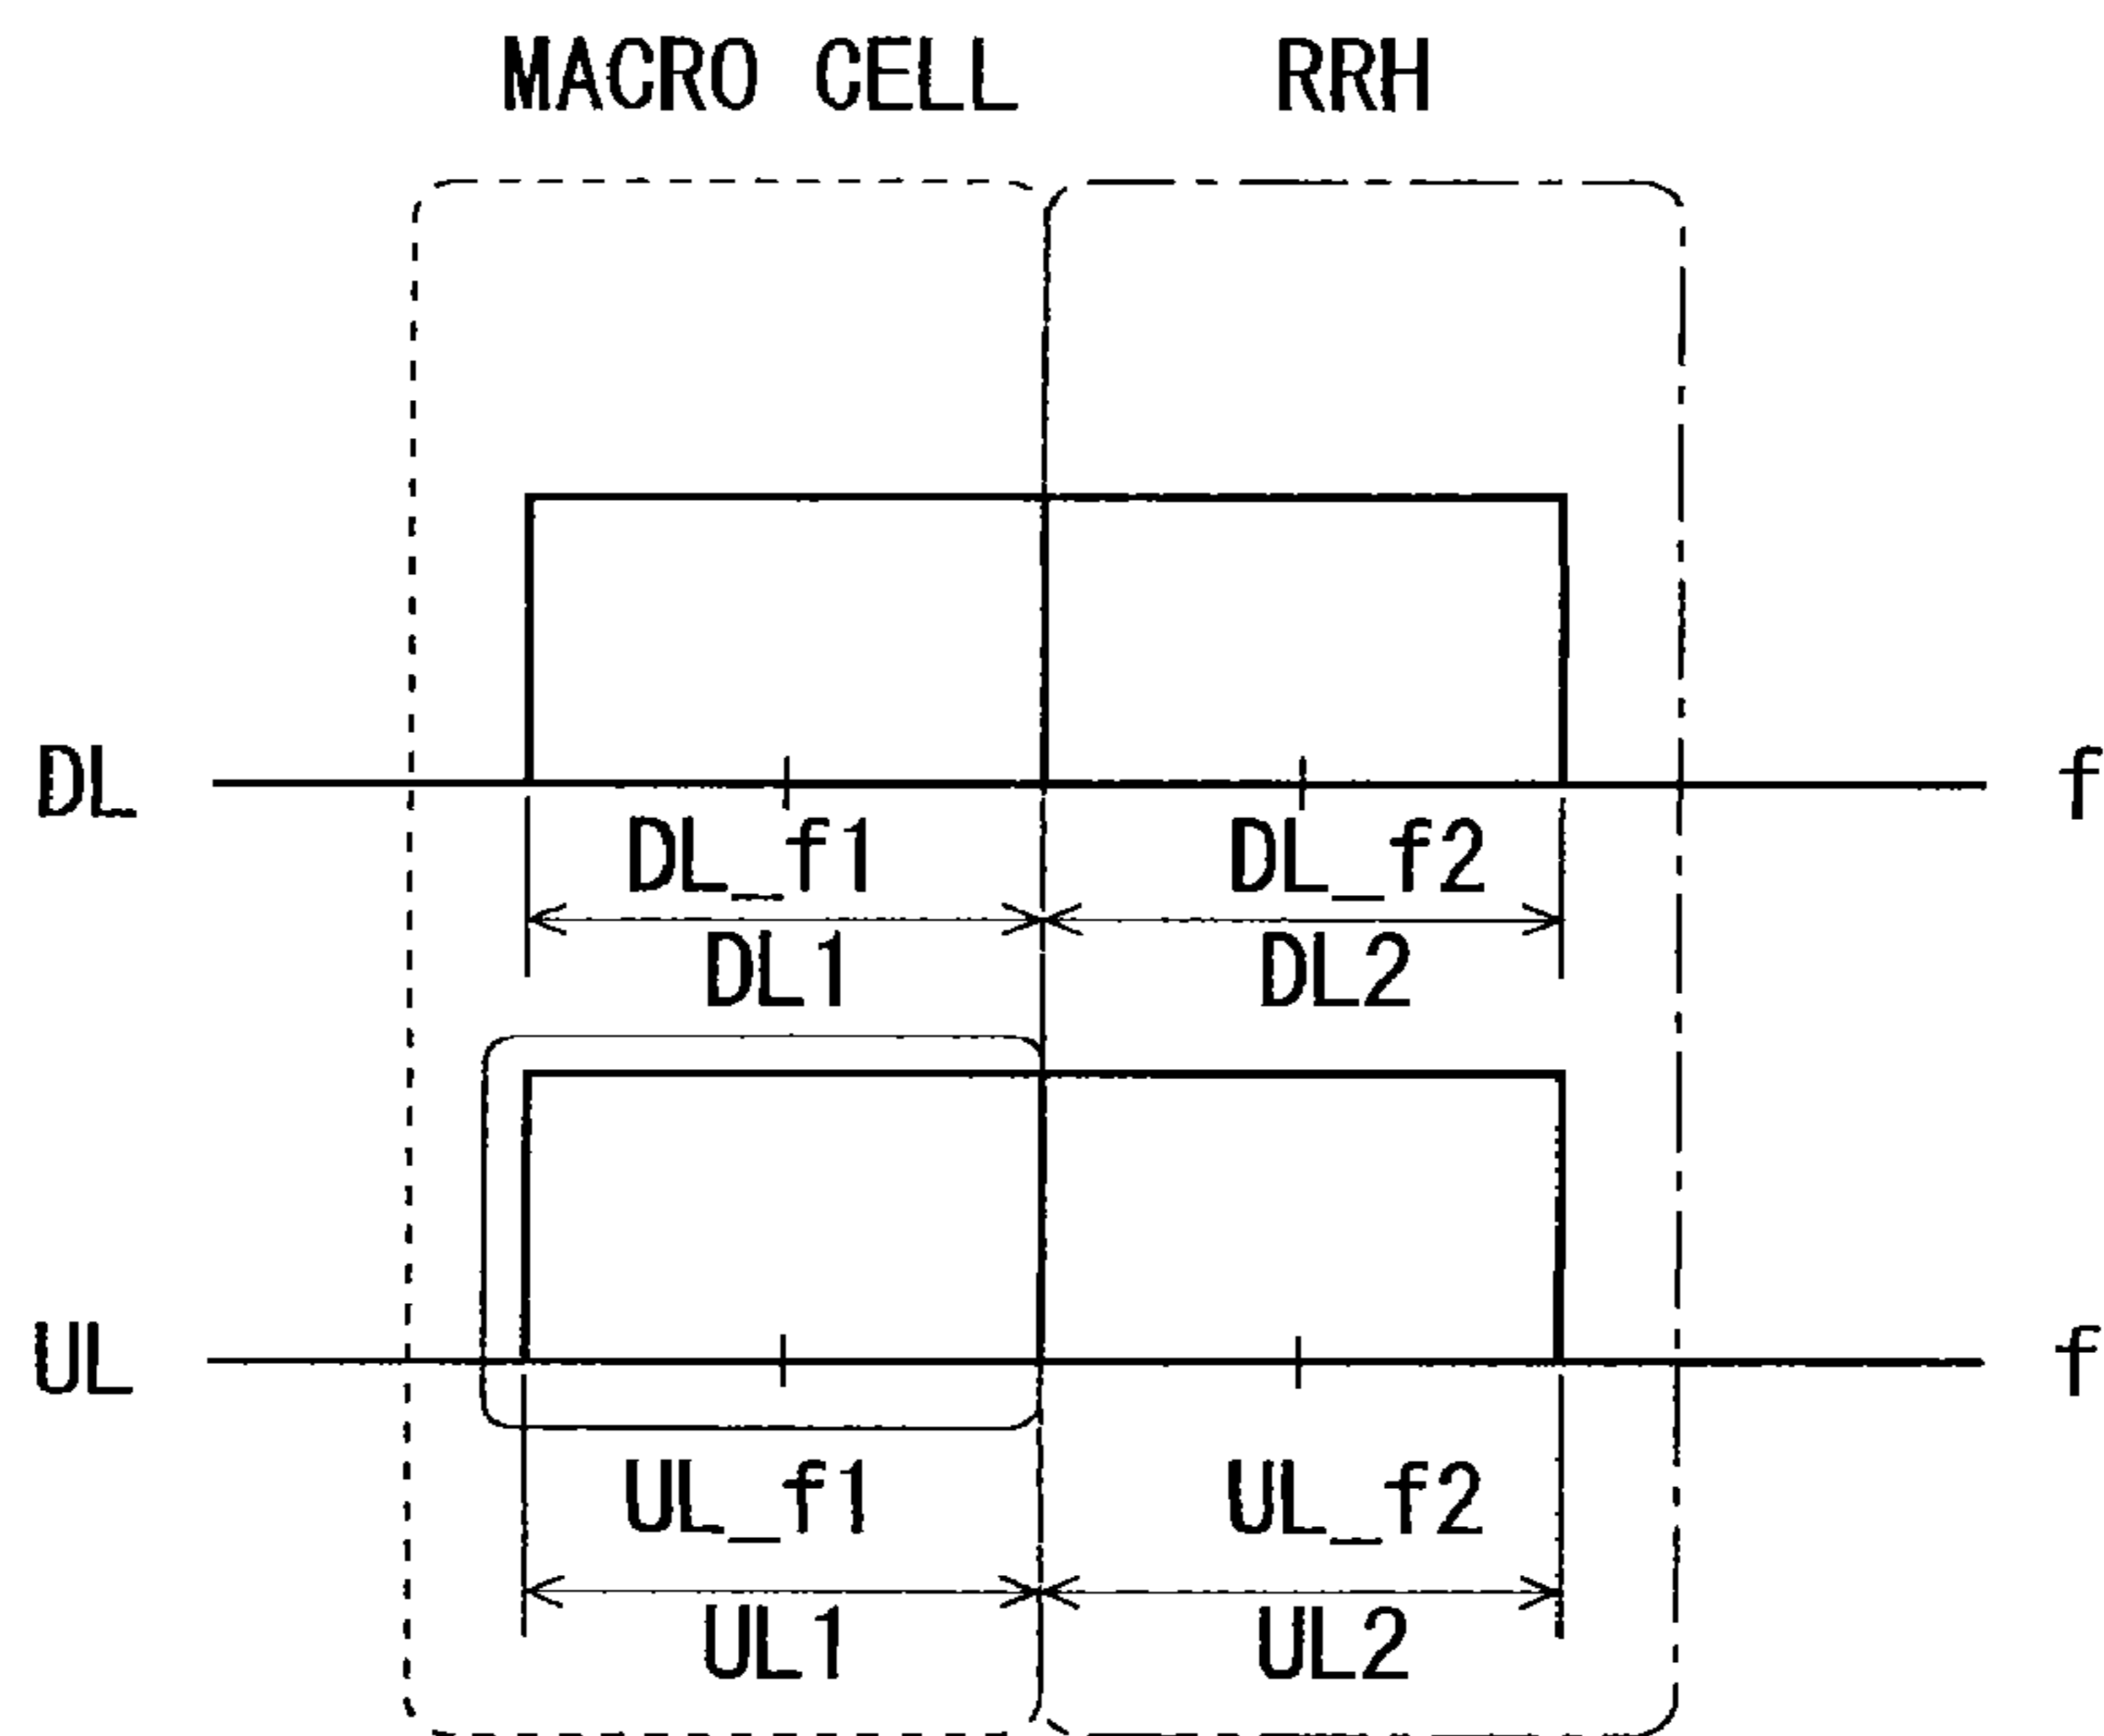 MACRO CELL RRH
DL f
DL_f1 DL_f2
DL1 DL2
UL f
UL_f1 UL_f2
UL1 UL2